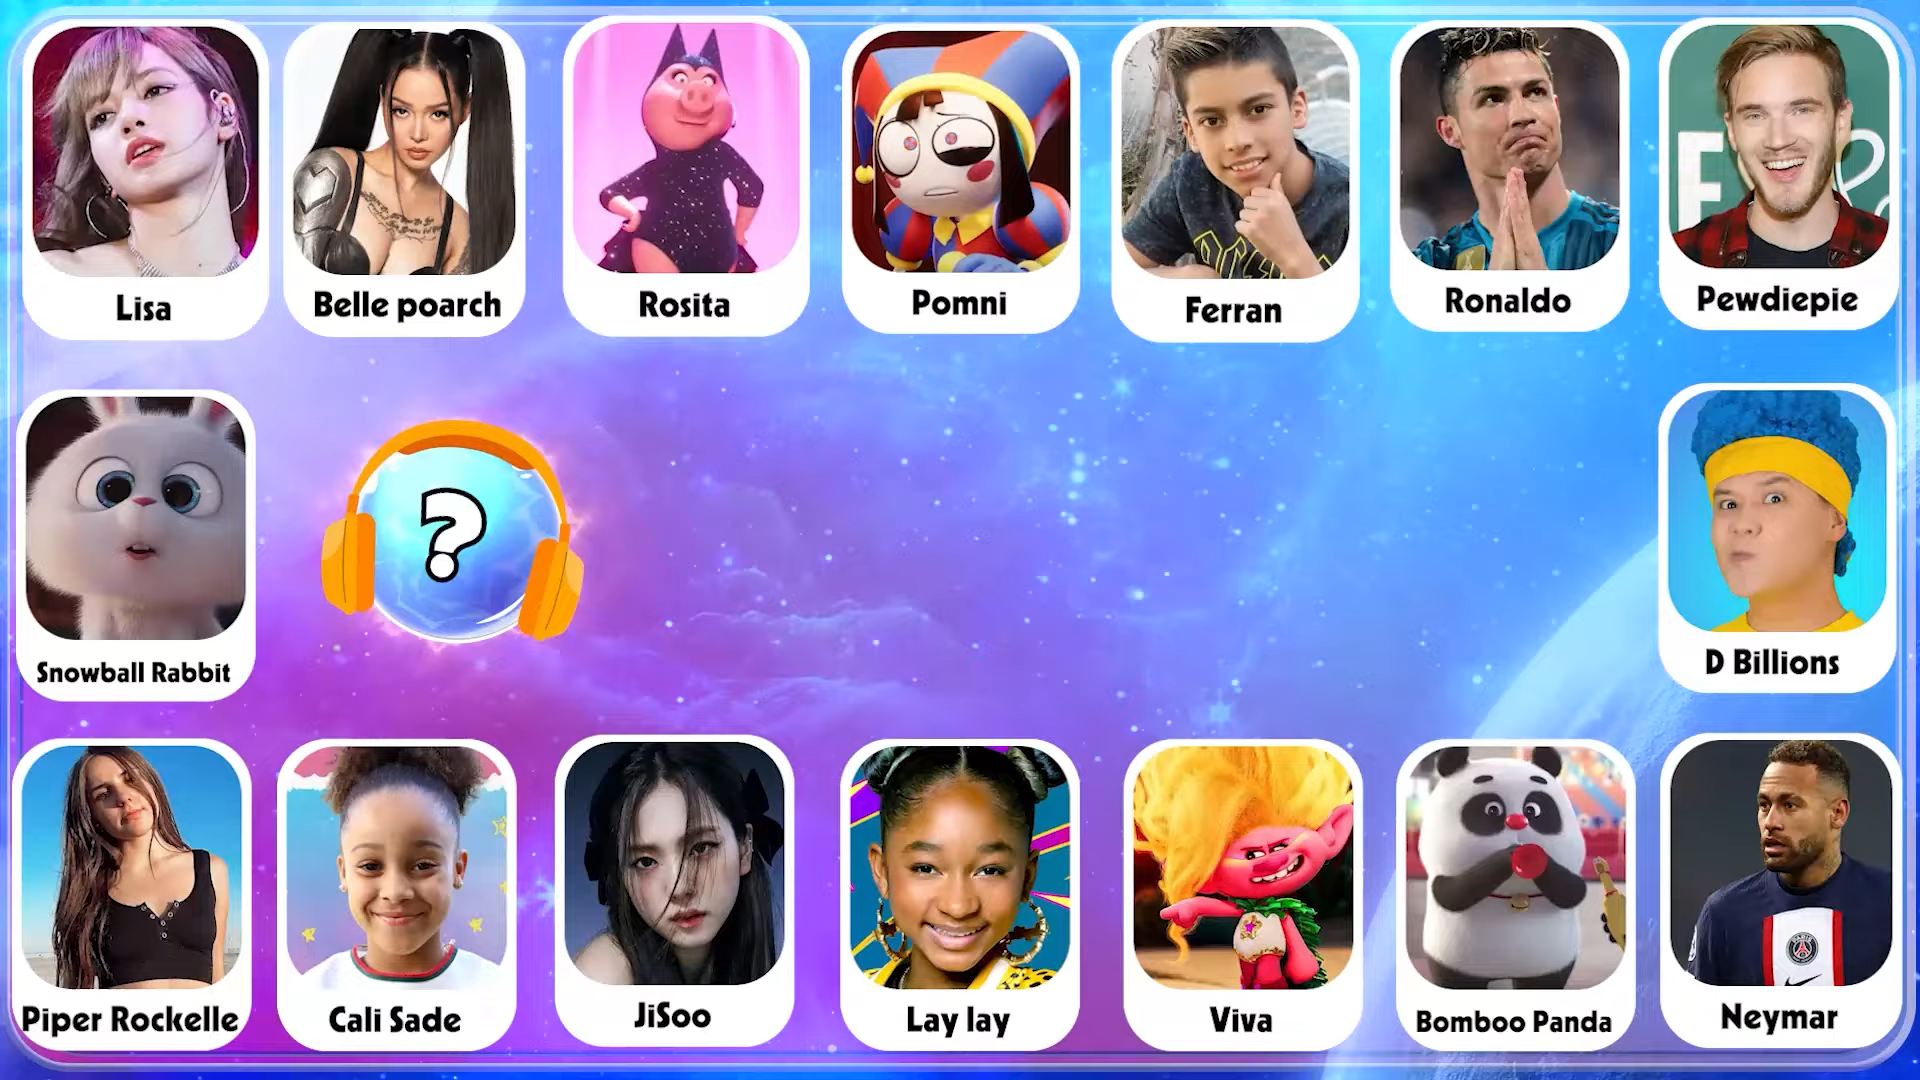 Lisa
Belle poarch
Rosita
Pomni
Ferran
Ronaldo
Pewdiepie
F
Snowball Rabbit
?
D Billions
Piper Rockelle
Cali Sade
JiSoo
Lay lay
Viva
Bomboo Panda
Neymar
PARIS